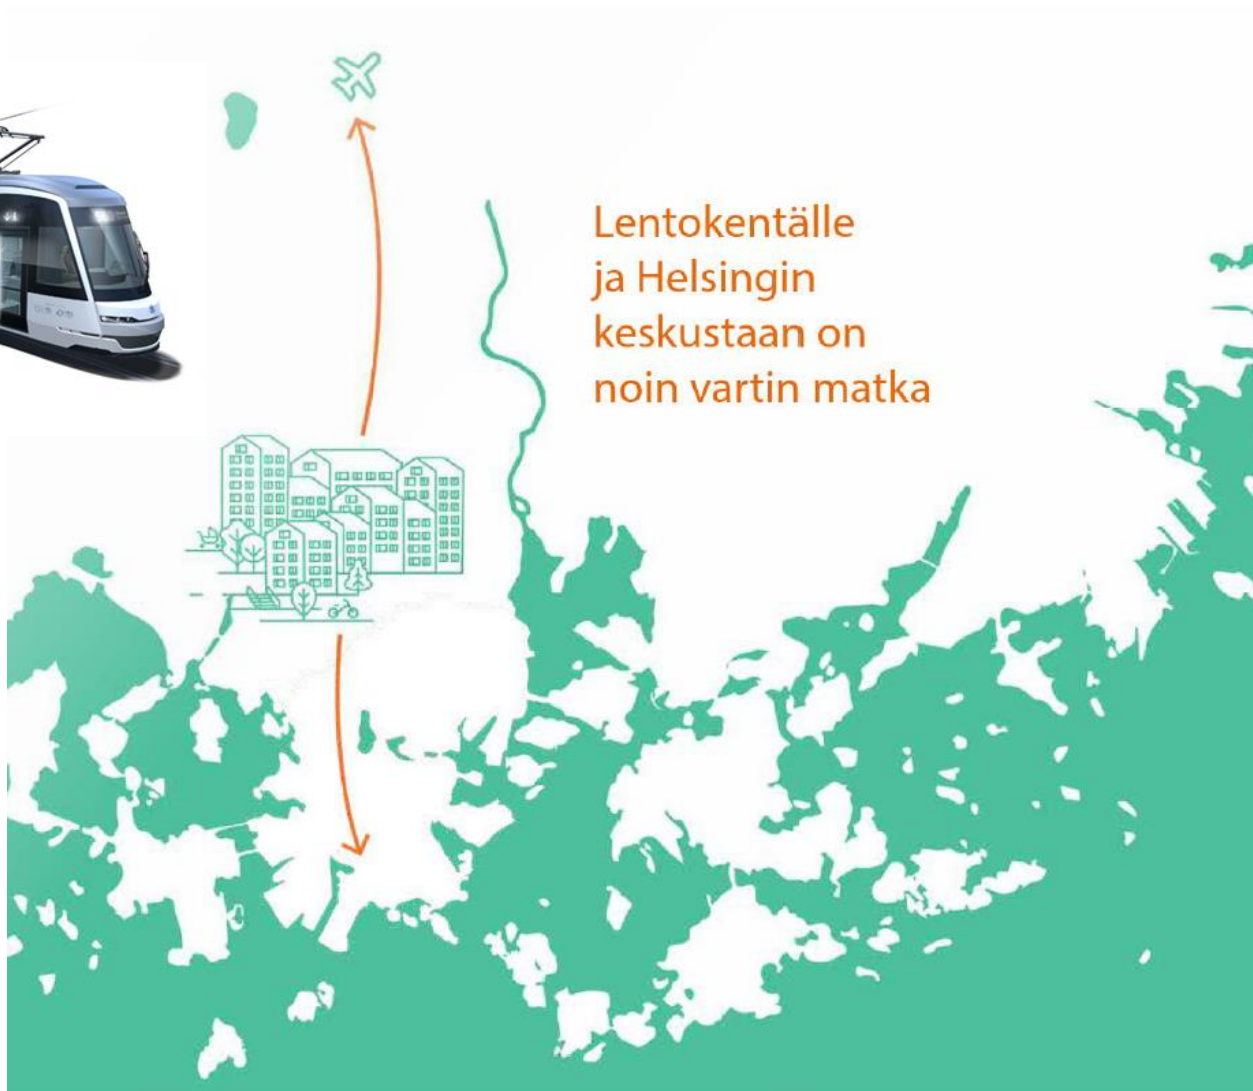 Lentokentälle
ja Helsingin
keskustaan on
noin vartin matka